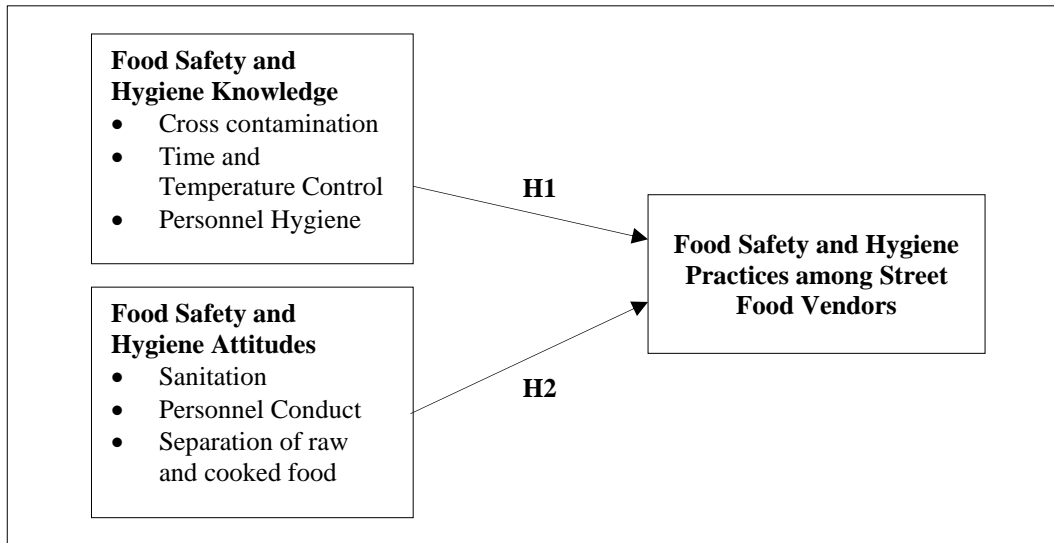 Food Safety and
Hygiene Knowledge
• Cross contamination
• Time and
Temperature Control
• Personnel Hygiene
H1
Food Safety and Hygiene
Practices among Street
Food Vendors
Food Safety and
Hygiene Attitudes
• Sanitation
• Personnel Conduct
• Separation of raw
and cooked food
H2